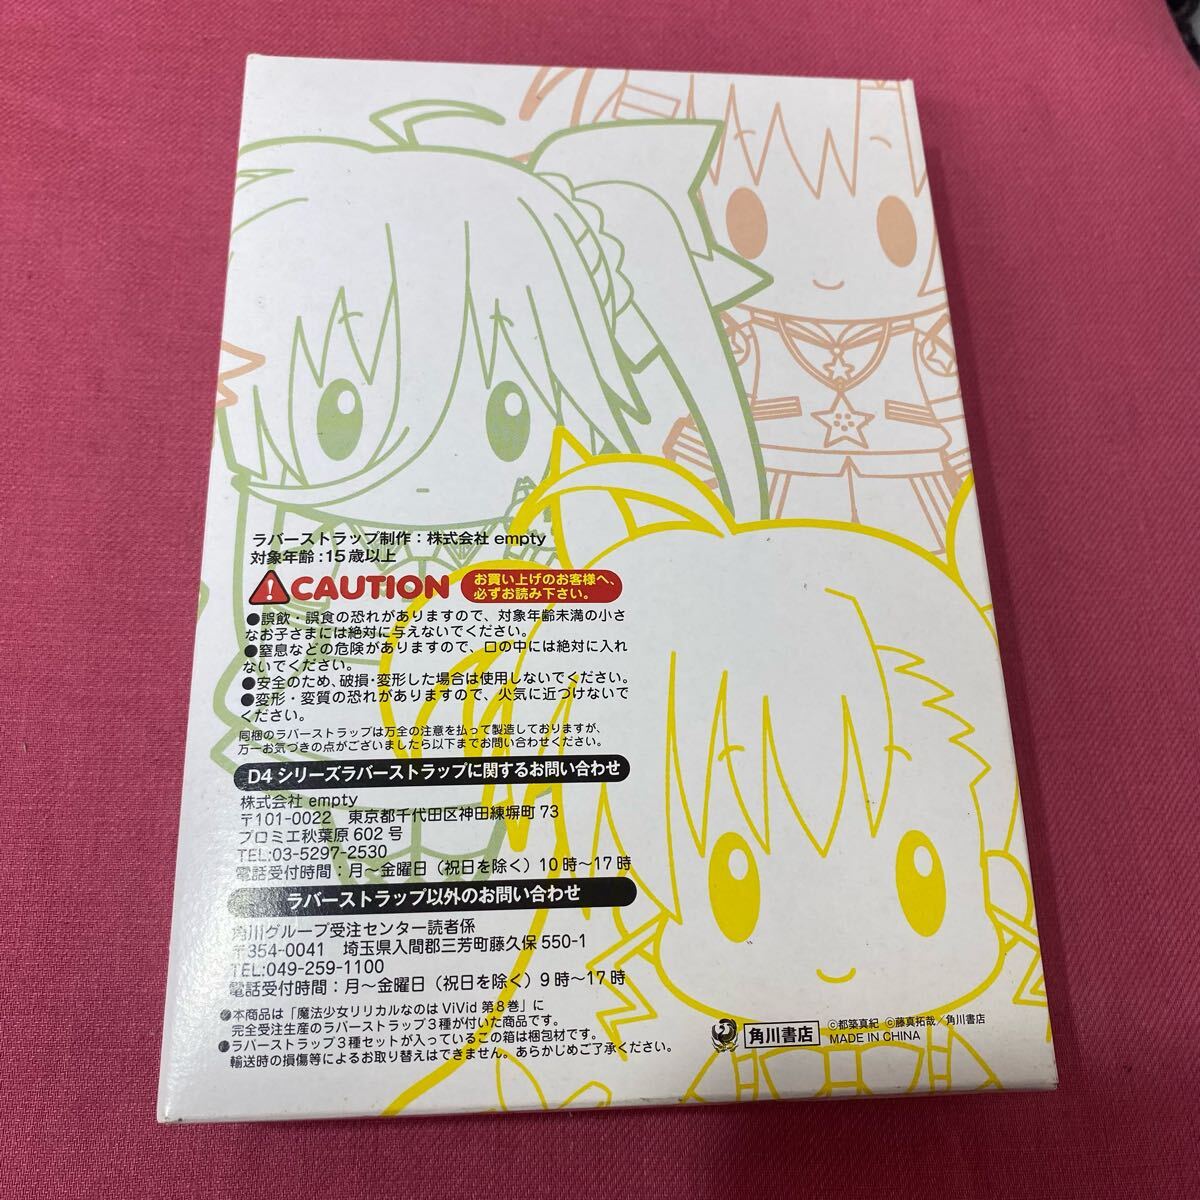 ラバーストラップ制作：株式会社 empty
対象年齢：15歳以上
CAUTION
お買い上げのお客様へ、
必ずお読み下さい。
●誤飲・誤食の恐れがありますので、対象年齢未満の小さ
なお子さまには絶対に与えないでください。
●窒息などの危険がありますので、口の中には絶対に入れ
ないでください。
●安全のため、破損・変形した場合は使用しないでください。
●変形・変質の恐れがありますので、火気に近づけないで
ください。
同梱のラバーストラップは万全の注意を払って製造しておりますが、
万一お気づきの点がございましたら以下までお問い合わせください。
D4 シリーズラバーストラップに関するお問い合わせ
株式会社 empty
〒101-0022　東京都千代田区神田練塀町 73
プロミエ秋葉原 602 号
TEL:03-5297-2530
電話受付時間：月～金曜日（祝日を除く）10 時～17 時
ラバーストラップ以外のお問い合わせ
角川グループ受注センター読者係
〒354-0041　埼玉県入間郡三芳町藤久保 550-1
TEL:049-259-1100
電話受付時間：月～金曜日（祝日を除く）9 時～17時
●本商品は「魔法少女リリカルなのは ViVid 第８巻」に
完全受注生産のラバーストラップ３種が付いた商品です。
●ラバーストラップ３種セットが入っているこの箱は梱包材です。
輸送時の損傷等によるお取り替えはできません。あらかじめご了承ください。
角川書店
©都築真紀 ©藤真拓哉／角川書店
MADE IN CHINA